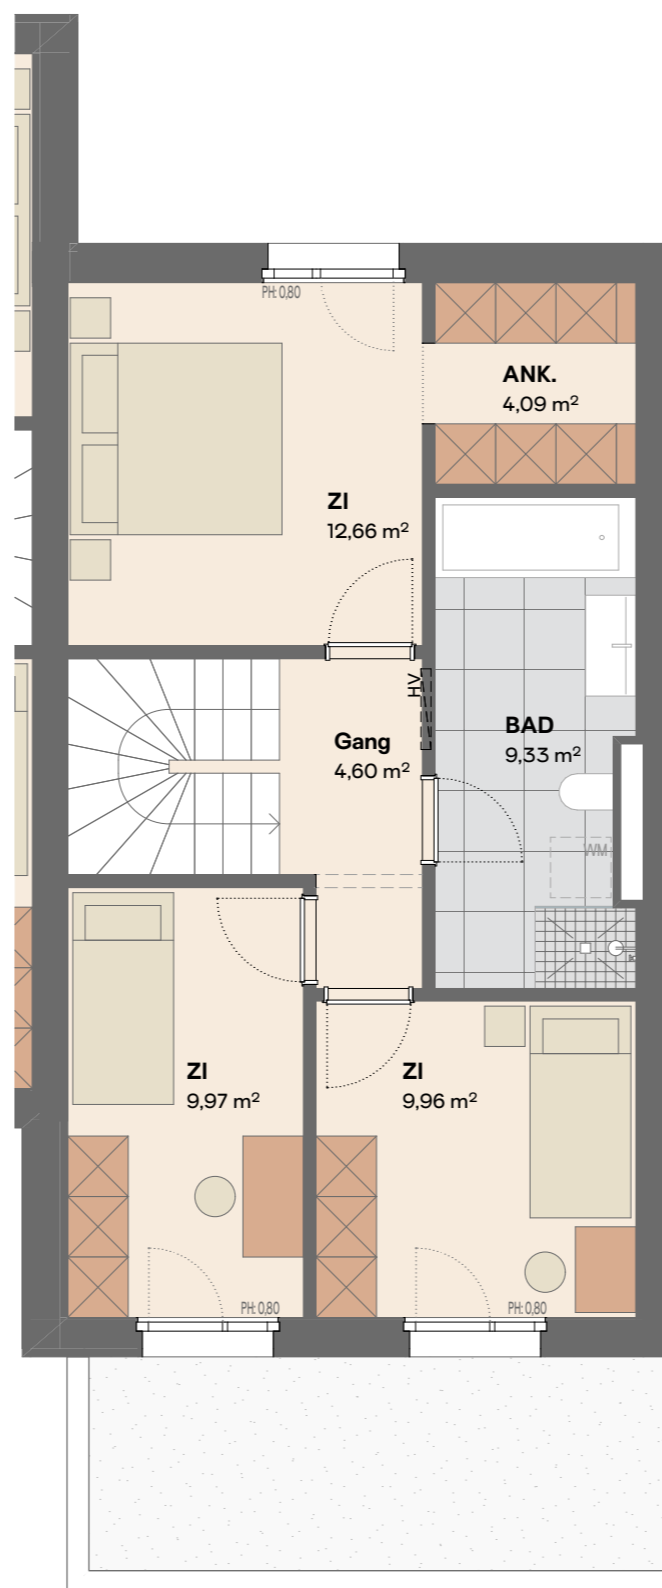 PH: 0,80
ANK.
4,09 m²
ZI
12,66 m²
HV
Gang
4,60 m²
BAD
9,33 m²
WM
ZI
9,97 m²
ZI
9,96 m²
PH: 0,80
PH: 0,80